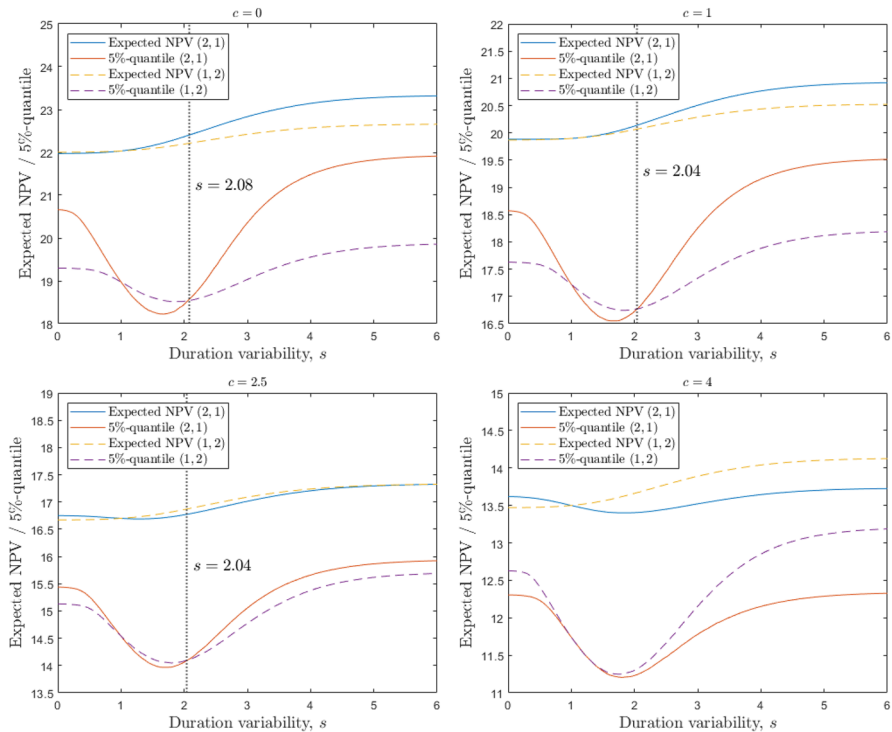 c = 0
Expected NPV / 5%-quantile
25
24
23
22
21
20
19
18
Expected NPV (2, 1)
5%-quantile (2, 1)
Expected NPV (1, 2)
5%-quantile (1, 2)
s = 2.08
0 1 2 3 4 5 6
Duration variability, s
c = 1
Expected NPV / 5%-quantile
22
21.5
21
20.5
20
19.5
19
18.5
18
17.5
17
16.5
Expected NPV (2, 1)
5%-quantile (2, 1)
Expected NPV (1, 2)
5%-quantile (1, 2)
s = 2.04
0 1 2 3 4 5 6
Duration variability, s
c = 2.5
Expected NPV / 5%-quantile
19
18.5
18
17.5
17
16.5
16
15.5
15
14.5
14
13.5
Expected NPV (2, 1)
5%-quantile (2, 1)
Expected NPV (1, 2)
5%-quantile (1, 2)
s = 2.04
0 1 2 3 4 5 6
Duration variability, s
c = 4
Expected NPV / 5%-quantile
15
14.5
14
13.5
13
12.5
12
11.5
11
Expected NPV (2, 1)
5%-quantile (2, 1)
Expected NPV (1, 2)
5%-quantile (1, 2)
0 1 2 3 4 5 6
Duration variability, s